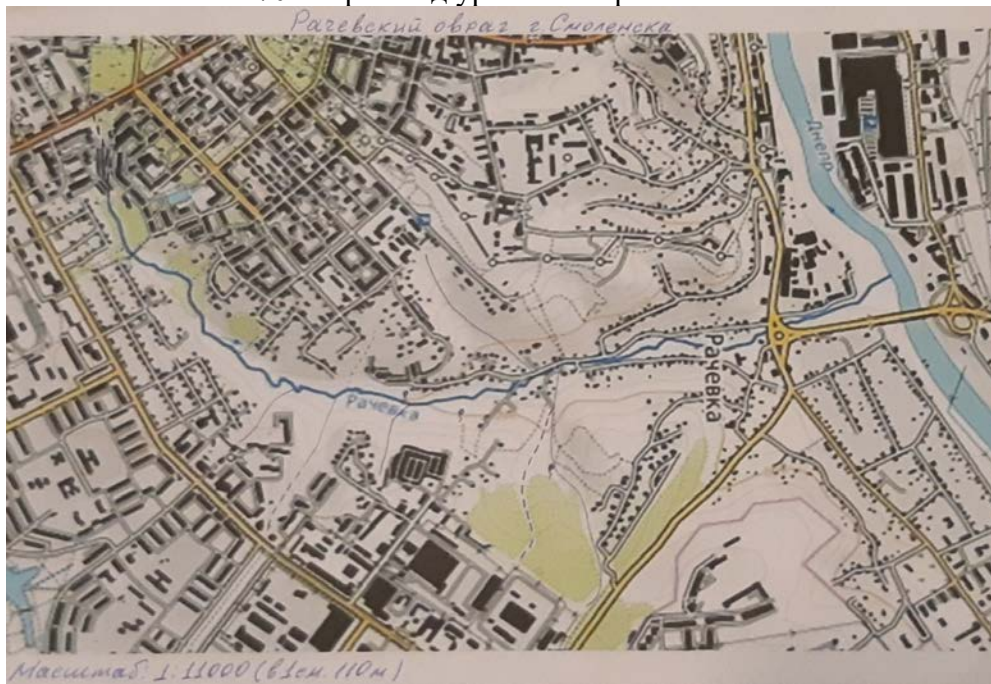 Рачевский овраг г. Смоленска
Днепр
Рачевка
Рачевка
Масштаб: 1:11000 (в 1см. 110м)